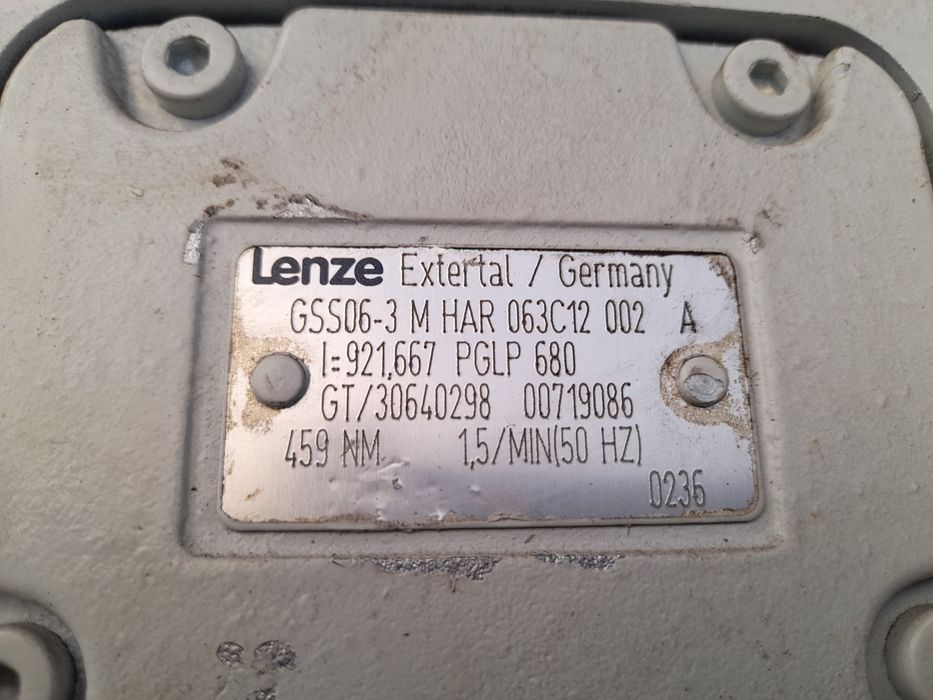 Lenze Extertal / Germany
GSS06-3 M HAR 063C12 002 A
I=921,667 PGLP 680
GT/30640298 00719086
459 NM 1,5/MIN(50 HZ)
0236